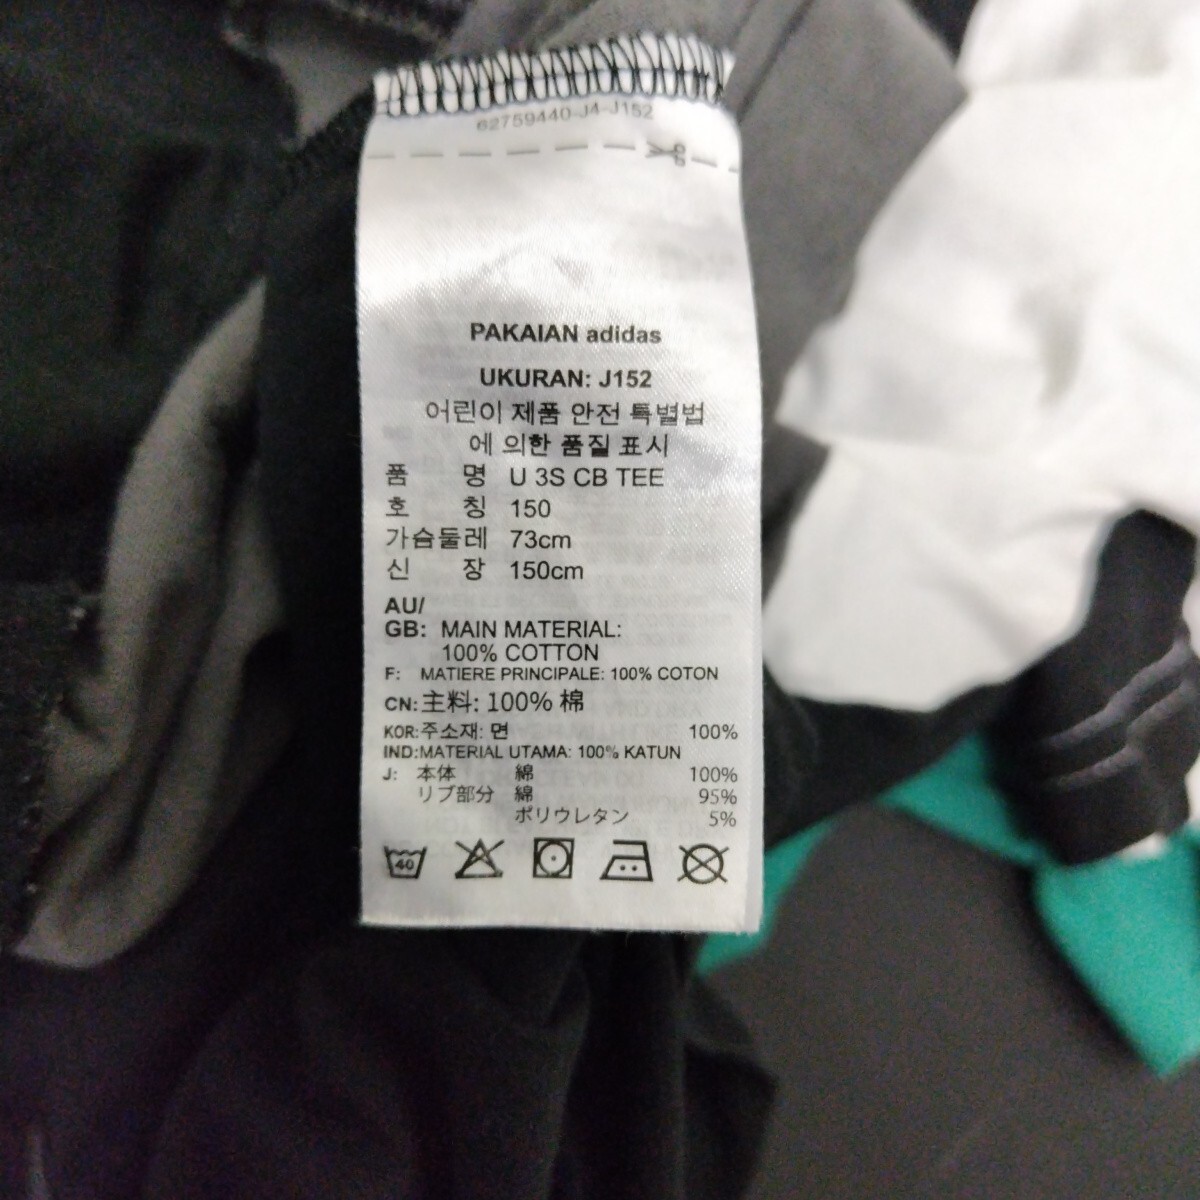 62759440-J4-J152
PAKAIAN adidas
UKURAN: J152
어린이 제품 안전 특별법
에 의한 품질 표시
품 명 U 3S CB TEE
호 칭 150
가슴둘레 73cm
신 장 150cm
AU/
GB: MAIN MATERIAL:
100% COTTON
F: MATIERE PRINCIPALE: 100% COTON
CN: 主料: 100% 棉
KOR: 주소재: 면 100%
IND: MATERIAL UTAMA: 100% KATUN
J: 本体 綿 100%
リブ部分 綿 95%
ポリウレタン 5%
40